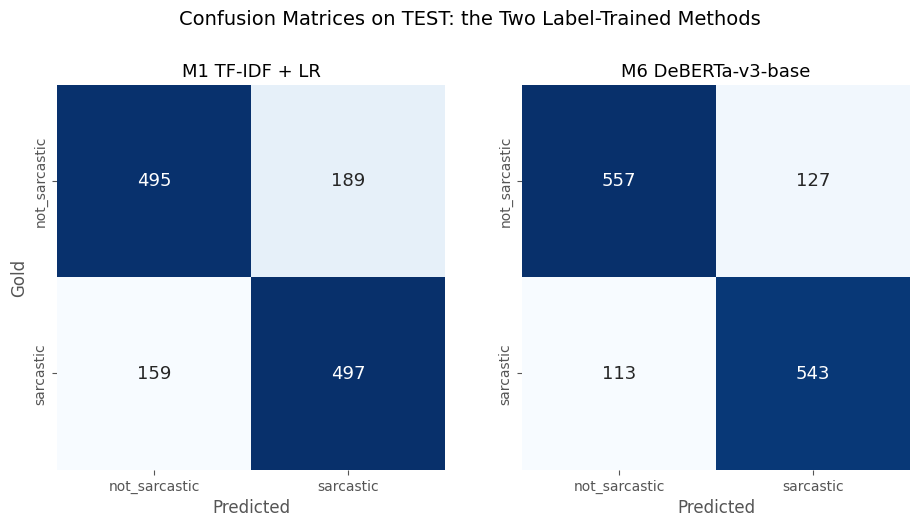 Confusion Matrices on TEST: the Two Label-Trained Methods
M1 TF-IDF + LR
not_sarcastic
495
189
sarcastic
159
497
Gold
not_sarcastic
sarcastic
Predicted
M6 DeBERTa-v3-base
not_sarcastic
557
127
sarcastic
113
543
not_sarcastic
sarcastic
Predicted